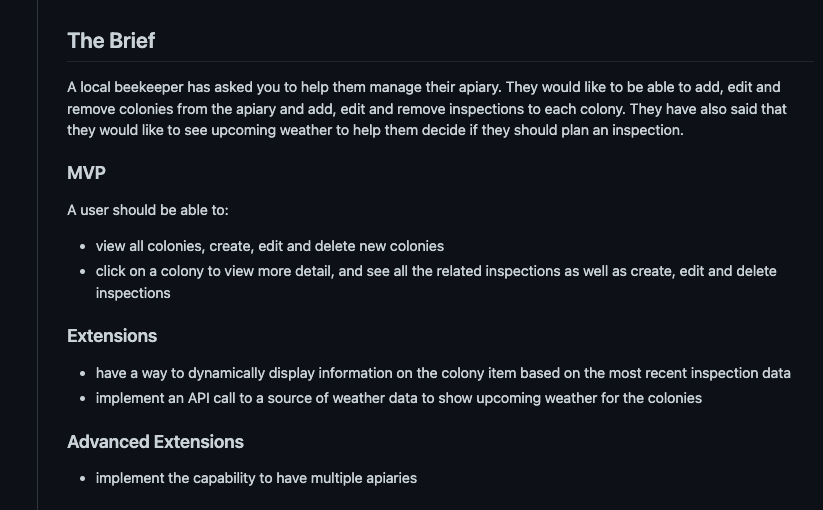 The Brief
A local beekeeper has asked you to help them manage their apiary. They would like to be able to add, edit and
remove colonies from the apiary and add, edit and remove inspections to each colony. They have also said that
they would like to see upcoming weather to help them decide if they should plan an inspection.
MVP
A user should be able to:
• view all colonies, create, edit and delete new colonies
• click on a colony to view more detail, and see all the related inspections as well as create, edit and delete
inspections
Extensions
• have a way to dynamically display information on the colony item based on the most recent inspection data
• implement an API call to a source of weather data to show upcoming weather for the colonies
Advanced Extensions
• implement the capability to have multiple apiaries